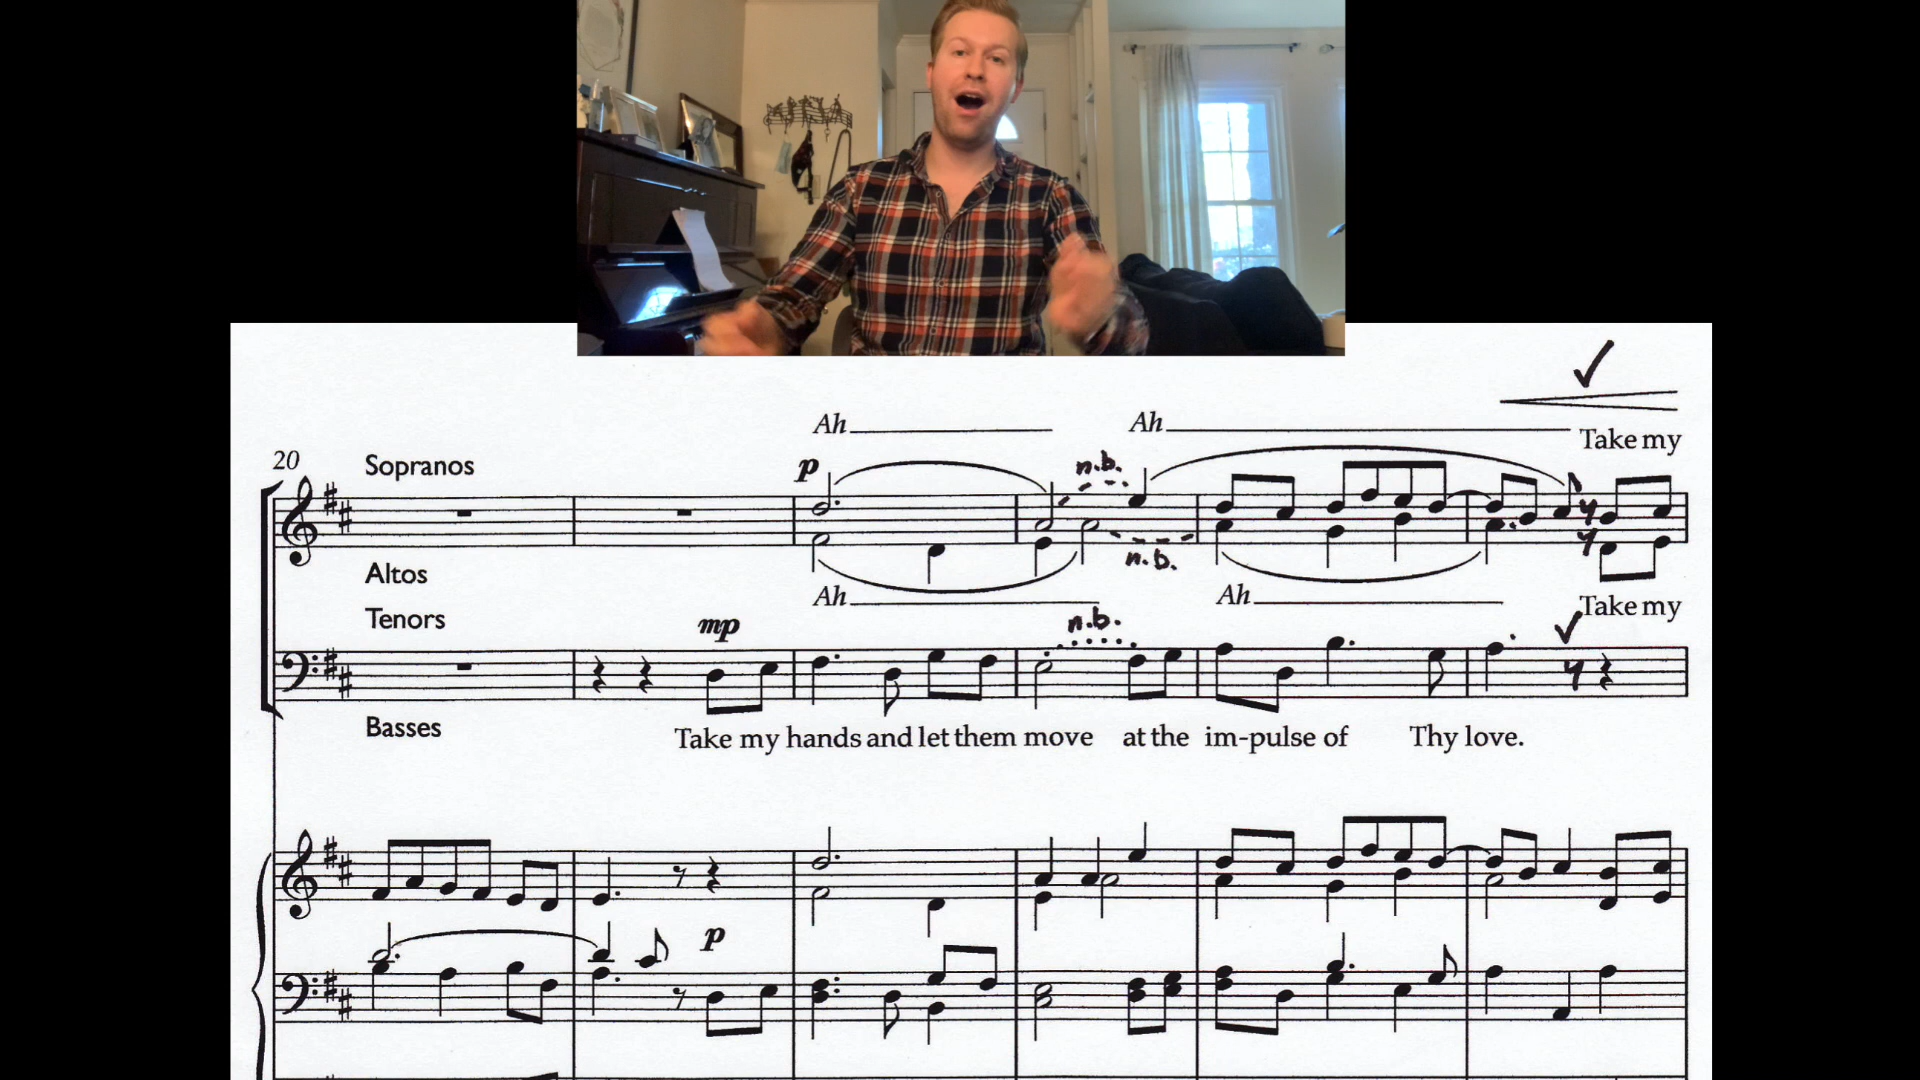 Take my
Ah Ah
20 Sopranos
p n.b.
n.b.
Altos
Ah Ah Take my
Tenors mp n.b.
Basses
Take my hands and let them move at the im-pulse of Thy love.
p